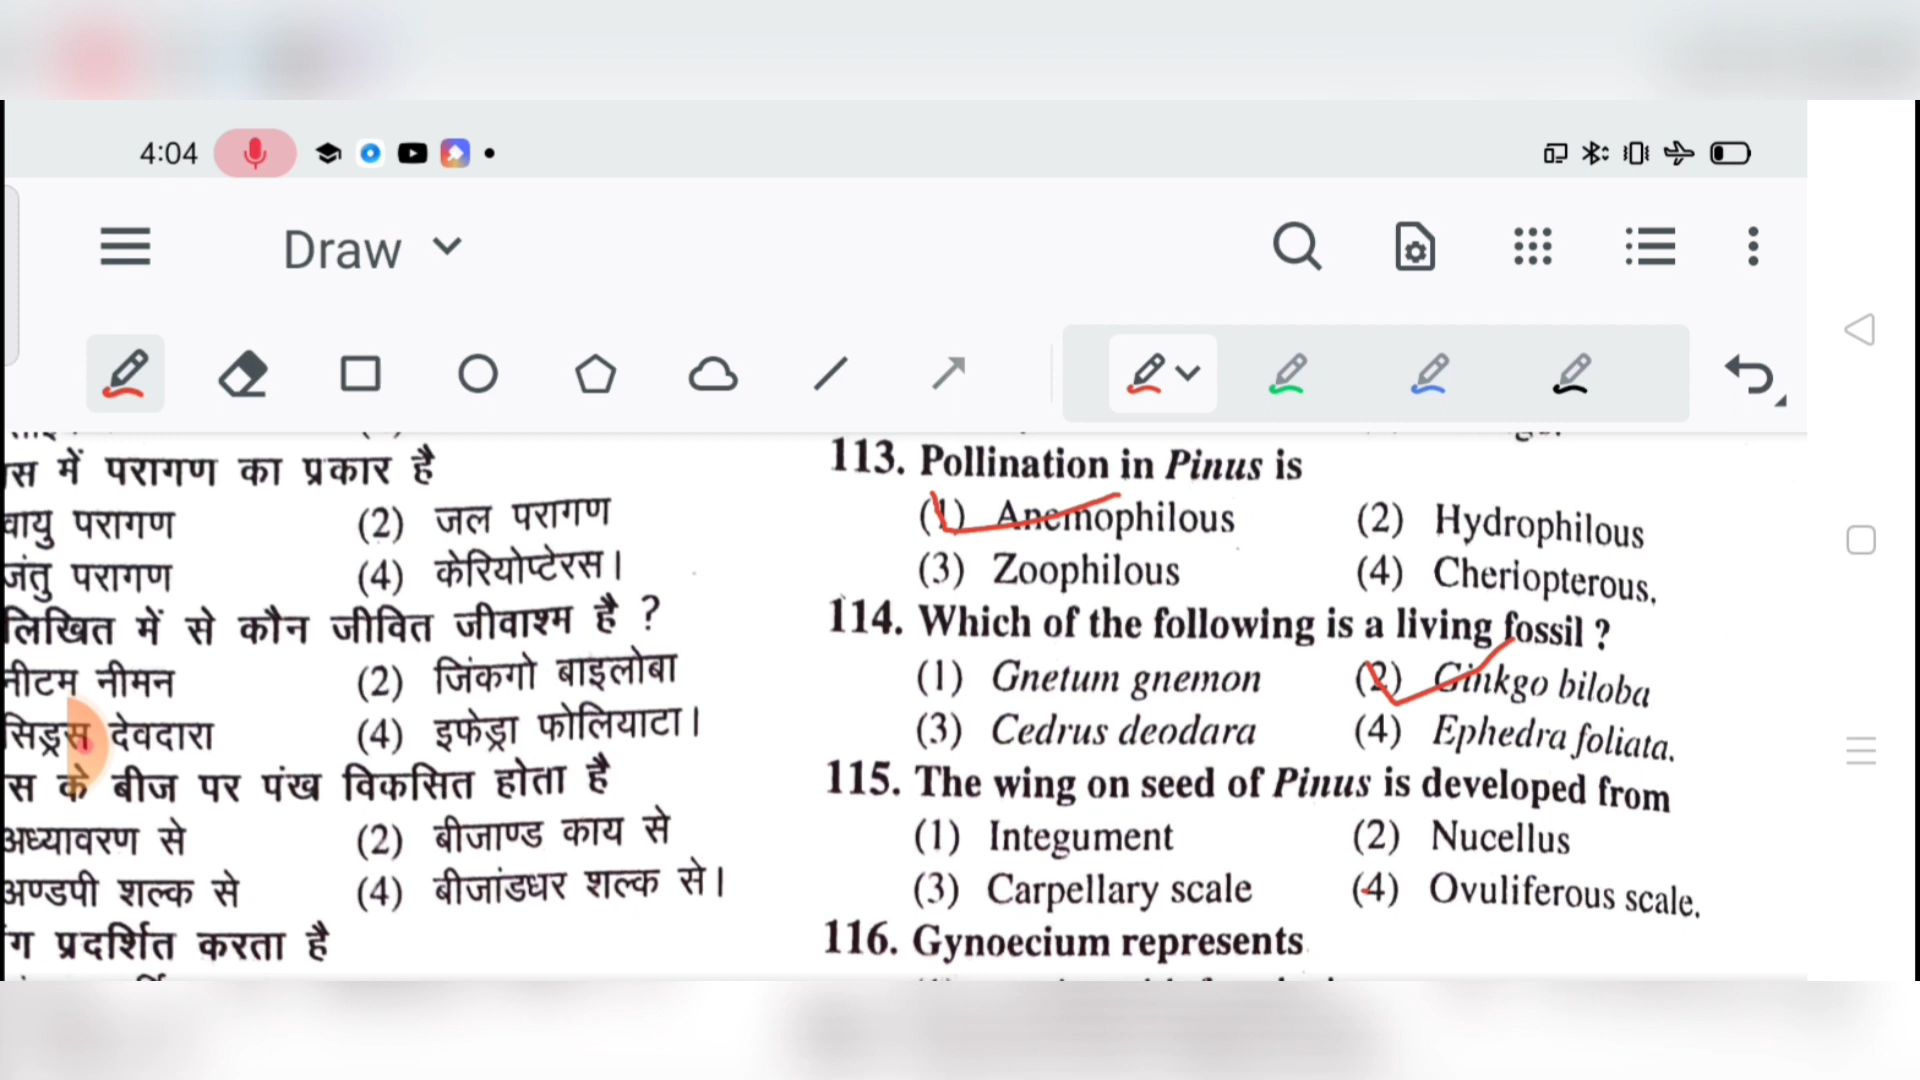 4:04
Draw
स में परागण का प्रकार है
वायु परागण (2) जल परागण
जंतु परागण (4) केरियोप्टेरस।
लिखित में से कौन जीवित जीवाश्म है ?
नीटम नीमन (2) जिंकगो बाइलोबा
सिड्रस देवदारा (4) इफेड्रा फोलियाटा।
स के बीज पर पंख विकसित होता है
अध्यावरण से (2) बीजाण्ड काय से
अण्डपी शल्क से (4) बीजांडधर शल्क से।
ग प्रदर्शित करता है
113. Pollination in Pinus is
(1) Anemophilous (2) Hydrophilous
(3) Zoophilous (4) Cheriopterous.
114. Which of the following is a living fossil ?
(1) Gnetum gnemon (2) Ginkgo biloba
(3) Cedrus deodara (4) Ephedra foliata.
115. The wing on seed of Pinus is developed from
(1) Integument (2) Nucellus
(3) Carpellary scale (4) Ovuliferous scale.
116. Gynoecium represents